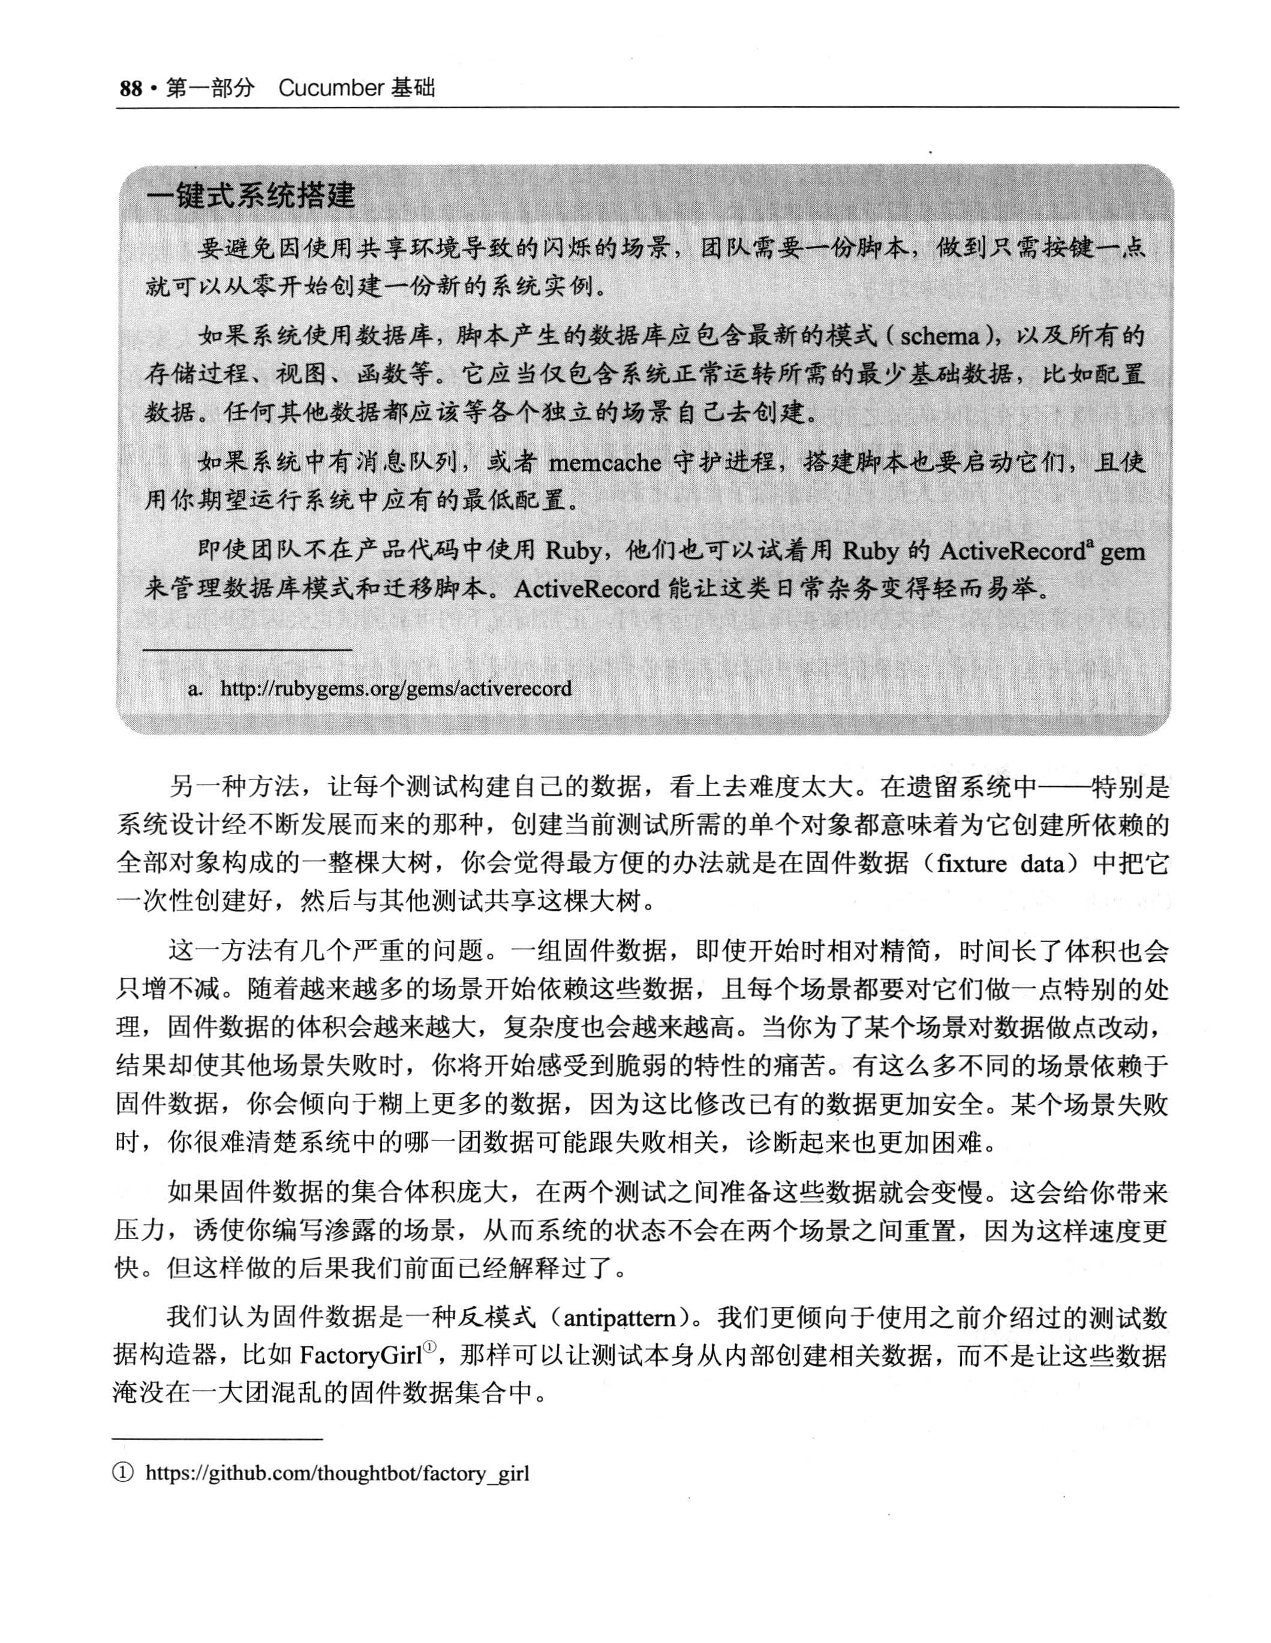 88·第一部分 Cucumber 基础
一键式系统搭建
要避免因使用共享环境导致的闪烁的场景，团队需要一份脚本，做到只需按键一点
就可以从零开始创建一份新的系统实例。
如果系统使用数据库，脚本产生的数据库应包含最新的模式（schema），以及所有的
存储过程、视图、函数等。它应当仅包含系统正常运转所需的最少基础数据，比如配置
数据。任何其他数据都应该等各个独立的场景自己去创建。
如果系统中有消息队列，或者 memcache 守护进程，搭建脚本也要启动它们，且使
用你期望运行系统中应有的最低配置。
即使团队不在产品代码中使用 Ruby，他们也可以试着用 Ruby 的 ActiveRecordª gem
来管理数据库模式和迁移脚本。ActiveRecord 能让这类日常杂务变得轻而易举。
a. http://rubygems.org/gems/activerecord
另一种方法，让每个测试构建自己的数据，看上去难度太大。在遗留系统中——特别是
系统设计经不断发展而来的那种，创建当前测试所需的单个对象都意味着为它创建所依赖的
全部对象构成的一整棵大树，你会觉得最方便的办法就是在固件数据（fixture data）中把它
一次性创建好，然后与其他测试共享这棵大树。
这一方法有几个严重的问题。一组固件数据，即使开始时相对精简，时间长了体积也会
只增不减。随着越来越多的场景开始依赖这些数据，且每个场景都要对它们做一点特别的处
理，固件数据的体积会越来越大，复杂度也会越来越高。当你为了某个场景对数据做点改动，
结果却使其他场景失败时，你将开始感受到脆弱的特性的痛苦。有这么多不同的场景依赖于
固件数据，你会倾向于糊上更多的数据，因为这比修改已有的数据更加安全。某个场景失败
时，你很难清楚系统中的哪一团数据可能跟失败相关，诊断起来也更加困难。
如果固件数据的集合体积庞大，在两个测试之间准备这些数据就会变慢。这会给你带来
压力，诱使你编写渗露的场景，从而系统的状态不会在两个场景之间重置，因为这样速度更
快。但这样做的后果我们前面已经解释过了。
我们认为固件数据是一种反模式（antipattern）。我们更倾向于使用之前介绍过的测试数
据构造器，比如 FactoryGirl①，那样可以让测试本身从内部创建相关数据，而不是让这些数据
淹没在一大团混乱的固件数据集合中。
① https://github.com/thoughtbot/factory_girl